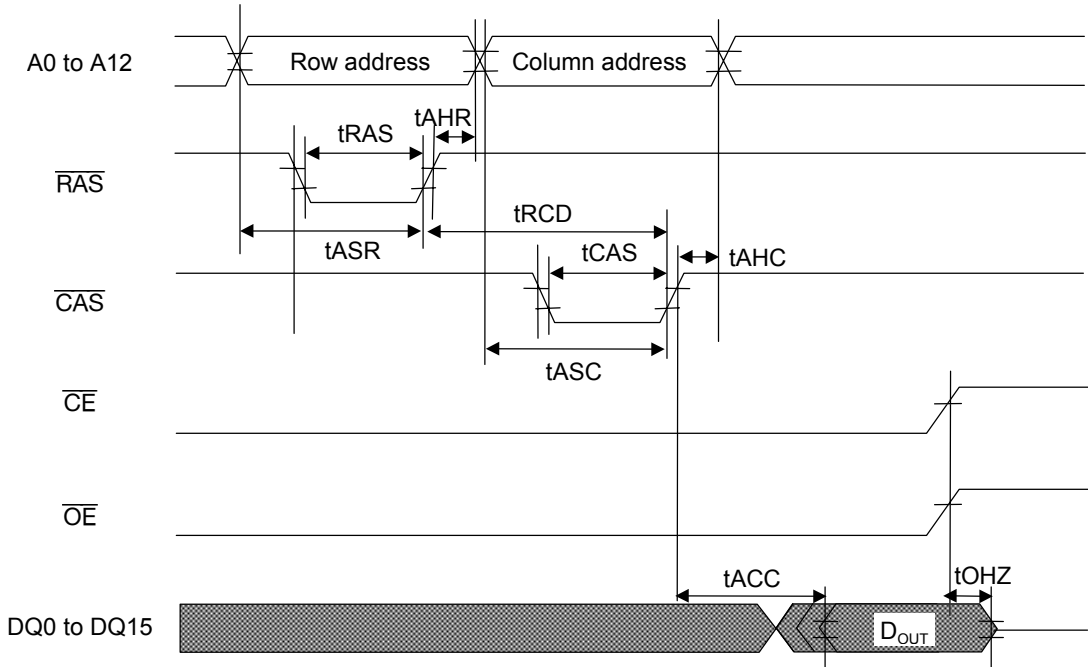 A0 to A12
Row address
Column address
tAHR
tRAS
RAS
tRCD
tASR
tCAS
tAHC
CAS
tASC
CE
OE
tACC
tOHZ
DQ0 to DQ15
DOUT